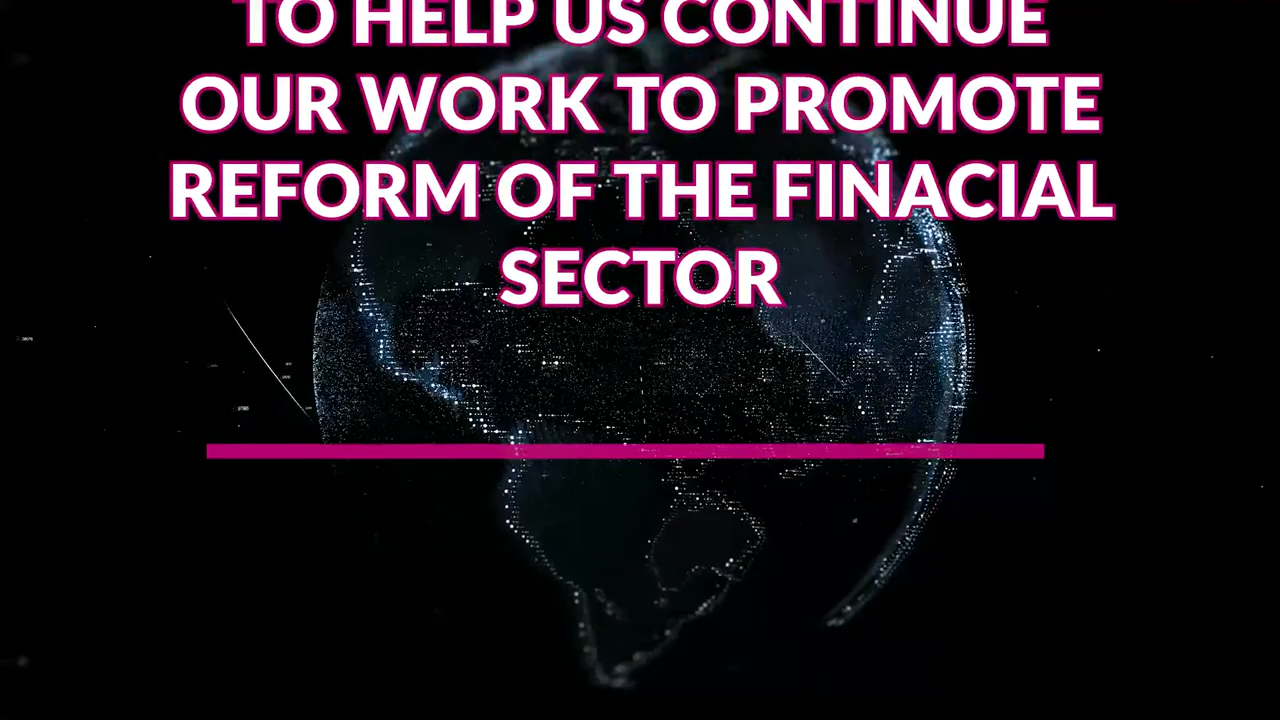 TO HELP US CONTINUE
OUR WORK TO PROMOTE
REFORM OF THE FINACIAL
SECTOR